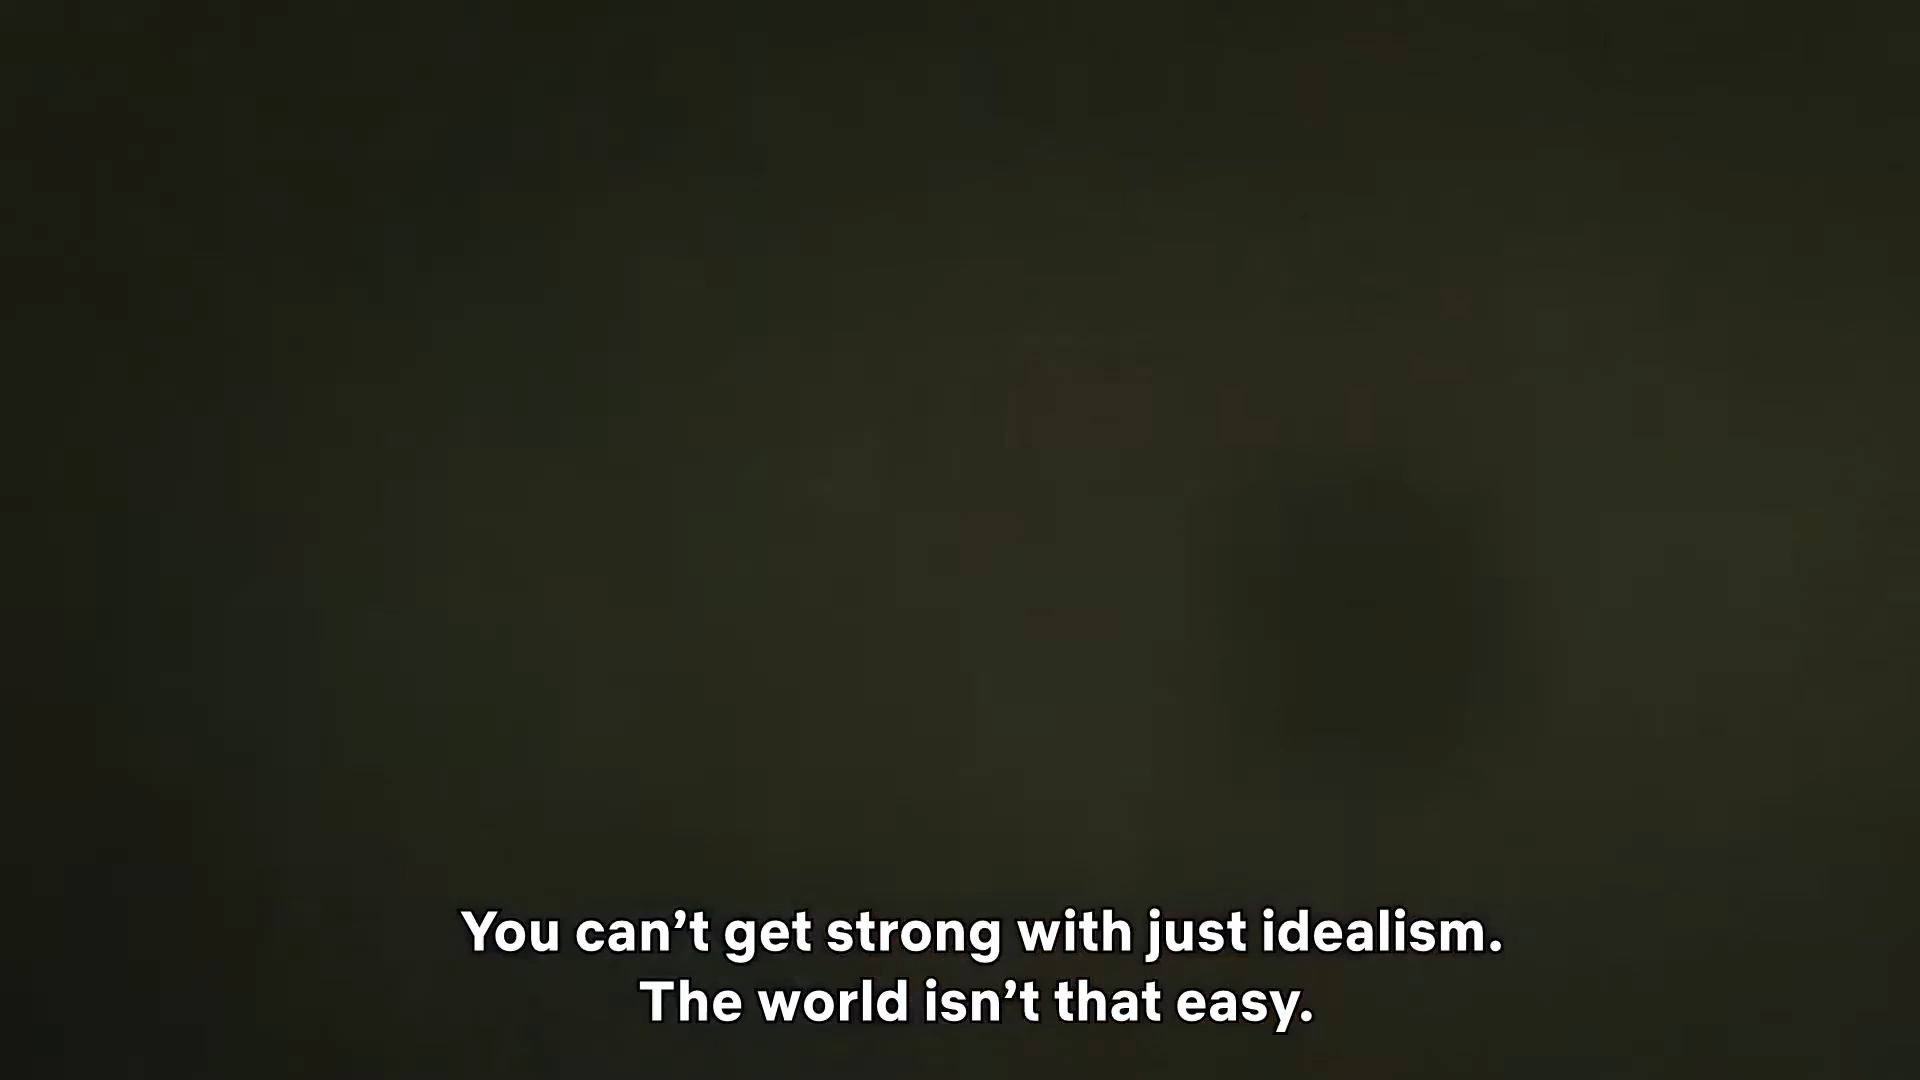 You can’t get strong with just idealism.
The world isn’t that easy.